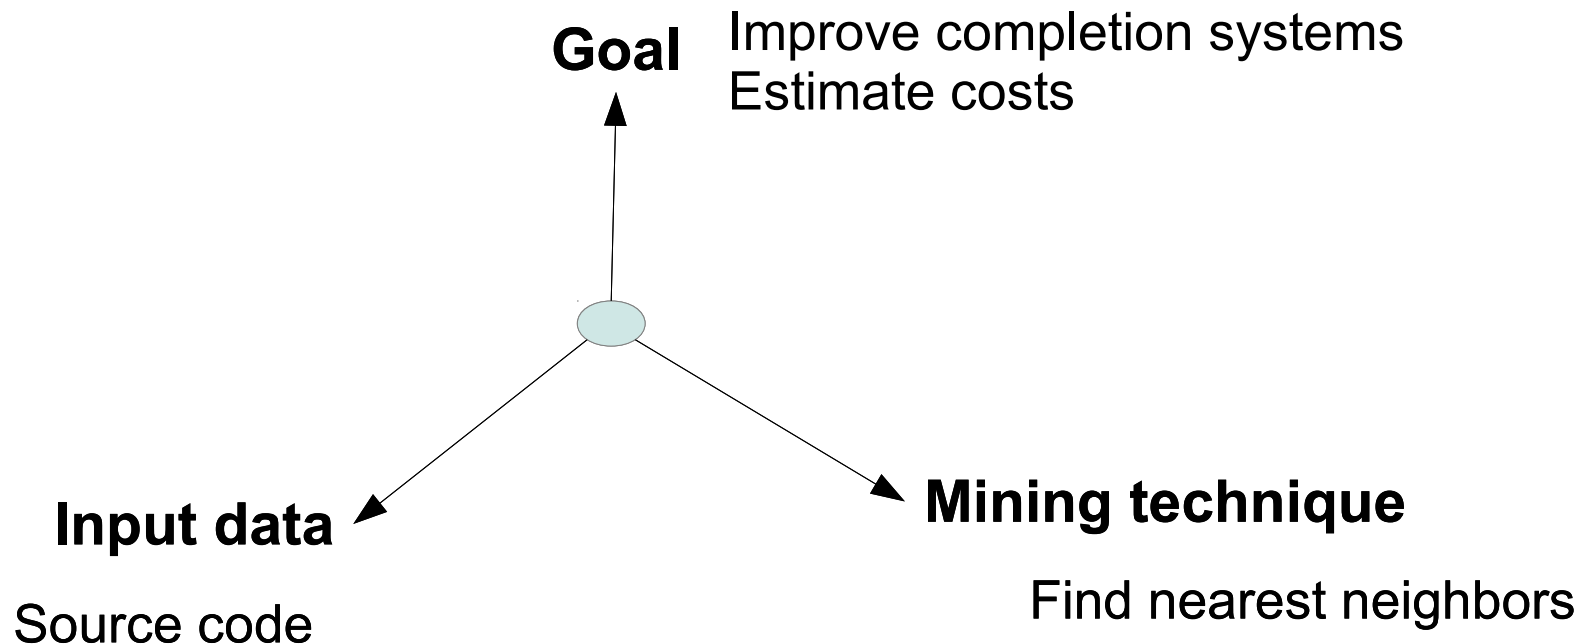 Goal
Improve completion systems
Estimate costs
Input data
Source code
Mining technique
Find nearest neighbors